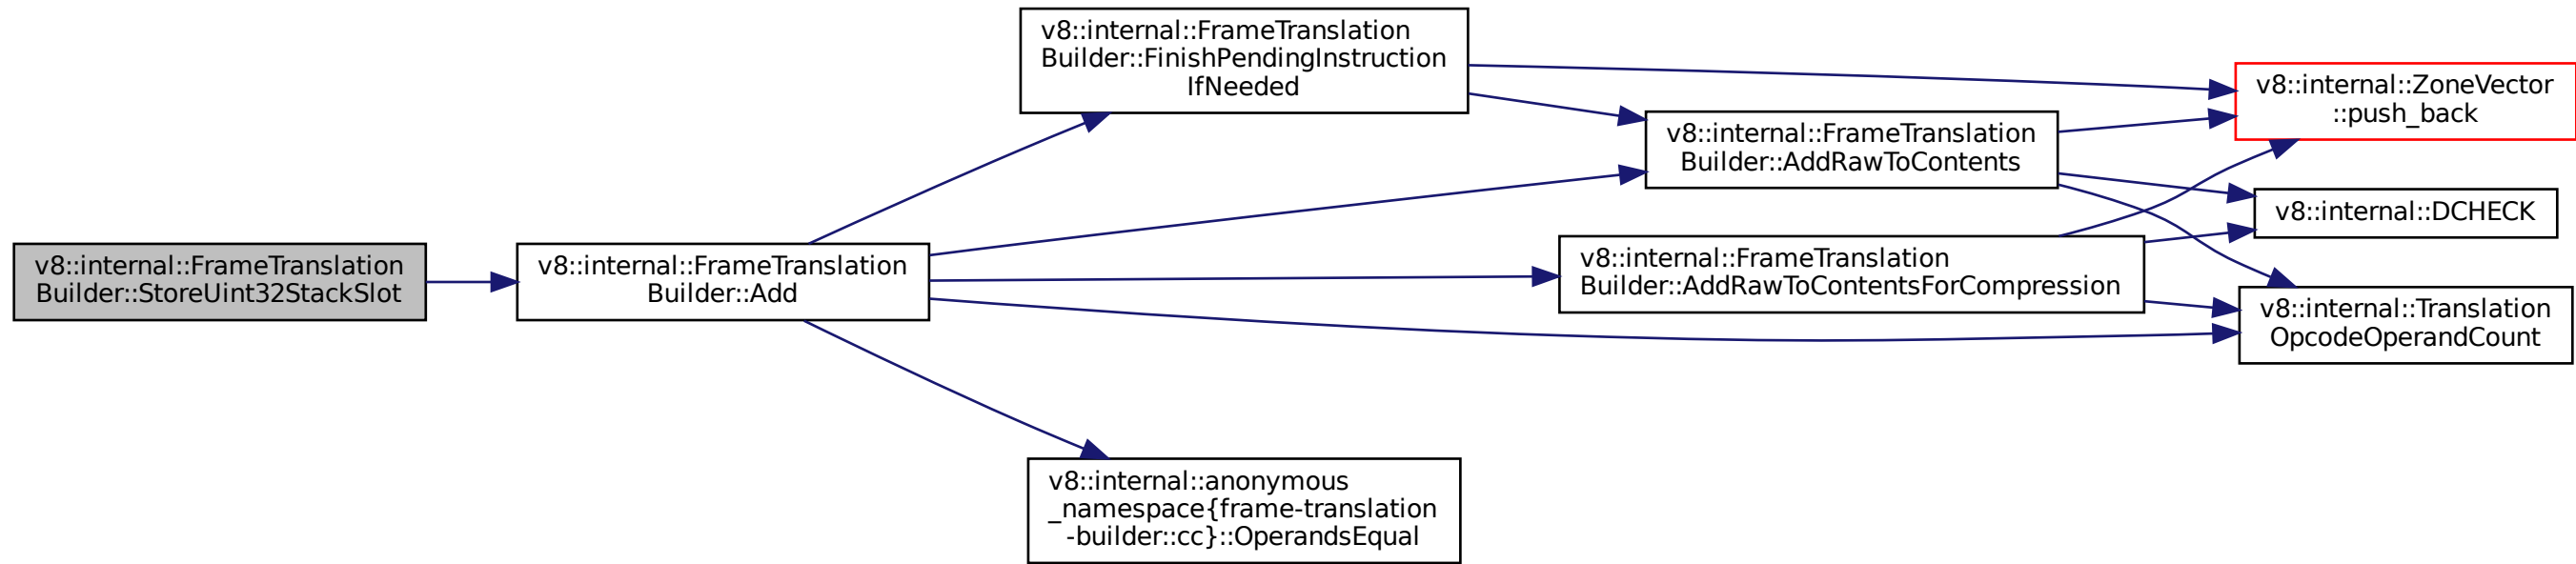 v8::internal::FrameTranslation
Builder::StoreUint32StackSlot
v8::internal::FrameTranslation
Builder::Add
v8::internal::FrameTranslation
Builder::FinishPendingInstruction
IfNeeded
v8::internal::FrameTranslation
Builder::AddRawToContents
v8::internal::FrameTranslation
Builder::AddRawToContentsForCompression
v8::internal::anonymous
_namespace{frame-translation
-builder::cc}::OperandsEqual
v8::internal::ZoneVector
::push_back
v8::internal::DCHECK
v8::internal::Translation
OpcodeOperandCount